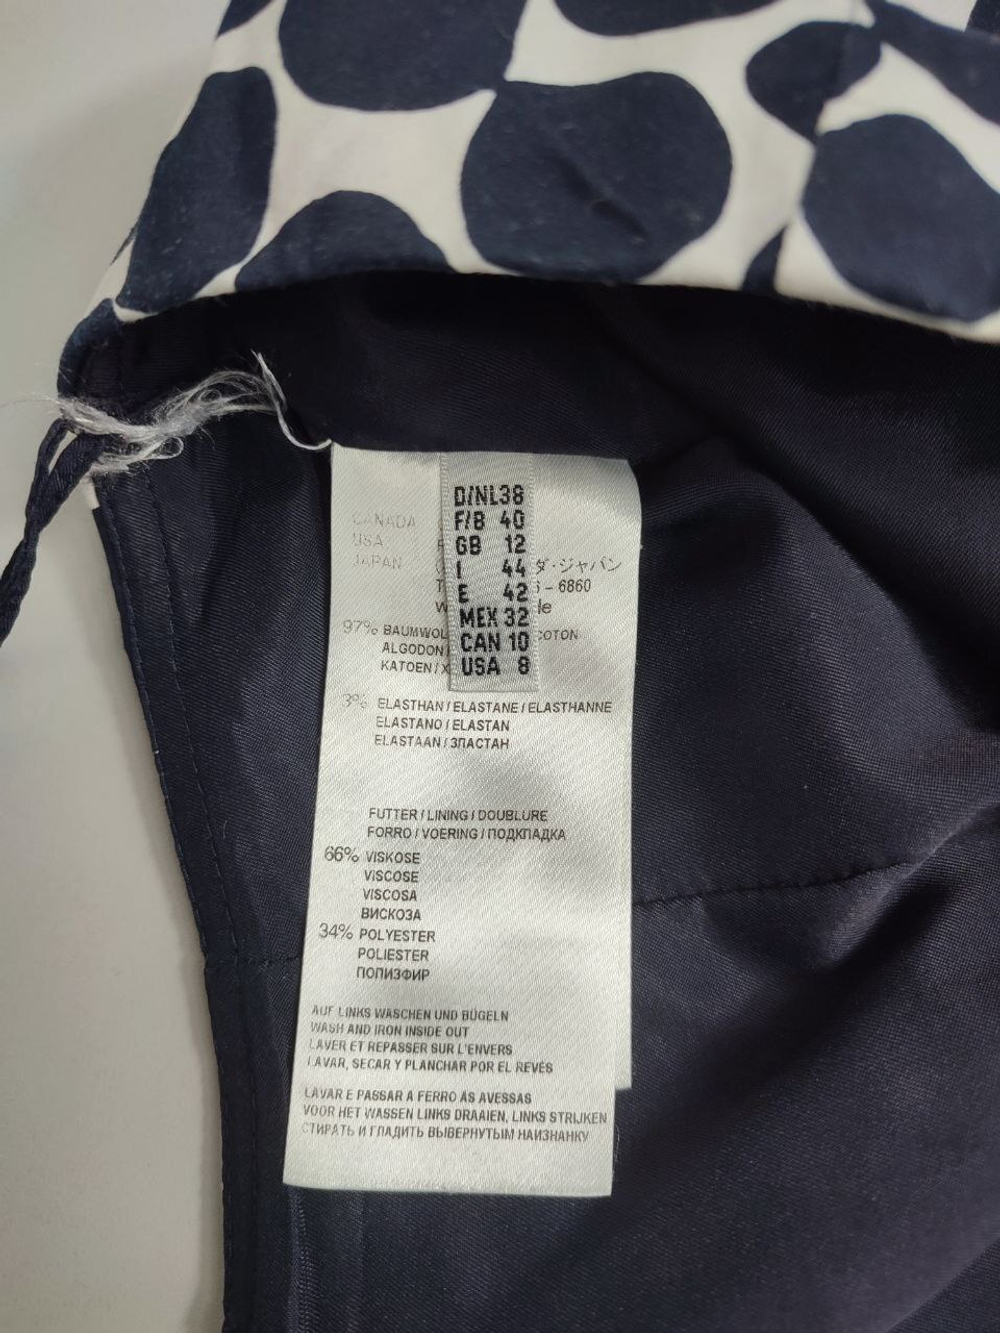 D/NL 38
F/B 40
GB 12
I 44
E 42
MEX 32
CAN 10
USA 8
CANADA
USA
JAPAN
ダ·ジャパン
– 6860
97% BAUMWOL
COTON
ALGODON
KATOEN / X
3% ELASTHAN / ELASTANE / ELASTHANNE
ELASTANO / ELASTAN
ELASTAAN / ЭЛАСТАН
FUTTER / LINING / DOUBLURE
FORRO / VOERING / ПОДКЛАДКА
66% VISKOSE
VISCOSE
VISCOSA
ВИСКОЗА
34% POLYESTER
POLIESTER
ПОЛИЭФИР
AUF LINKS WASCHEN UND BÜGELN
WASH AND IRON INSIDE OUT
LAVER ET REPASSER SUR L'ENVERS
LAVAR, SECAR Y PLANCHAR POR EL REVÉS
LAVAR E PASSAR A FERRO AS AVESSAS
VOOR HET WASSEN LINKS DRAAIEN, LINKS STRIJKEN
СТИРАТЬ И ГЛАДИТЬ ВЫВЕРНУТЫМ НАИЗНАНКУ